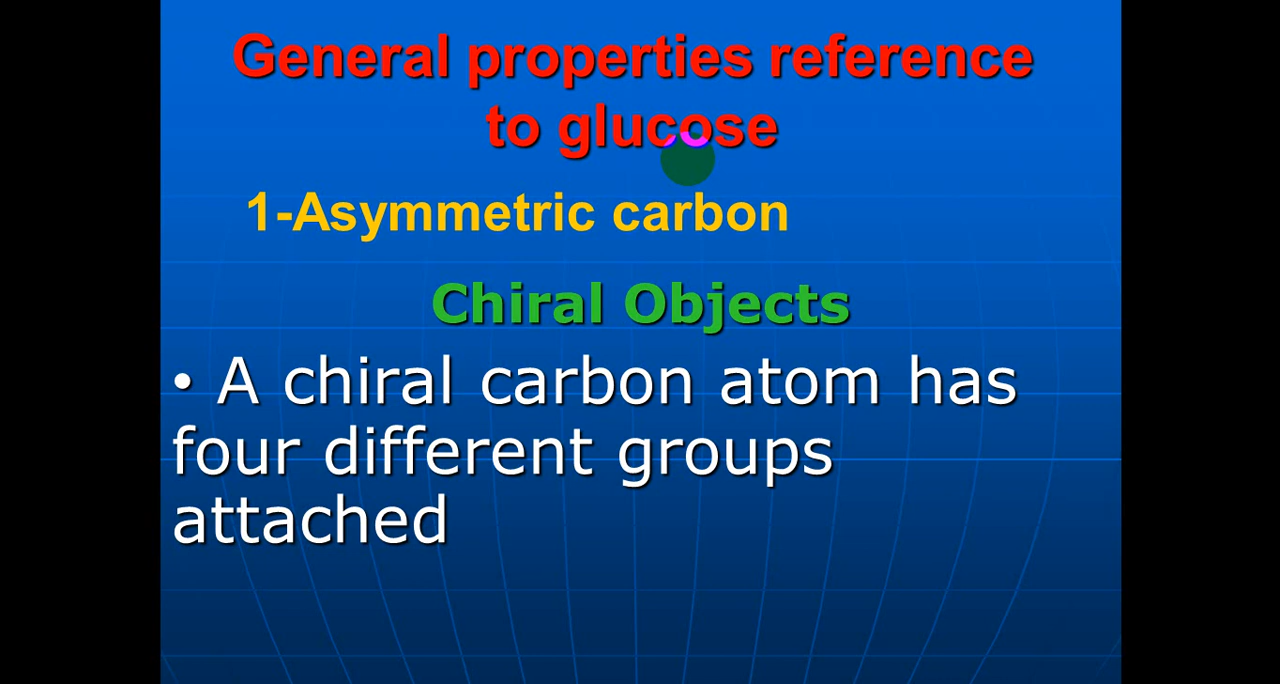 General properties reference
to glucose
1-Asymmetric carbon
Chiral Objects
• A chiral carbon atom has
four different groups
attached